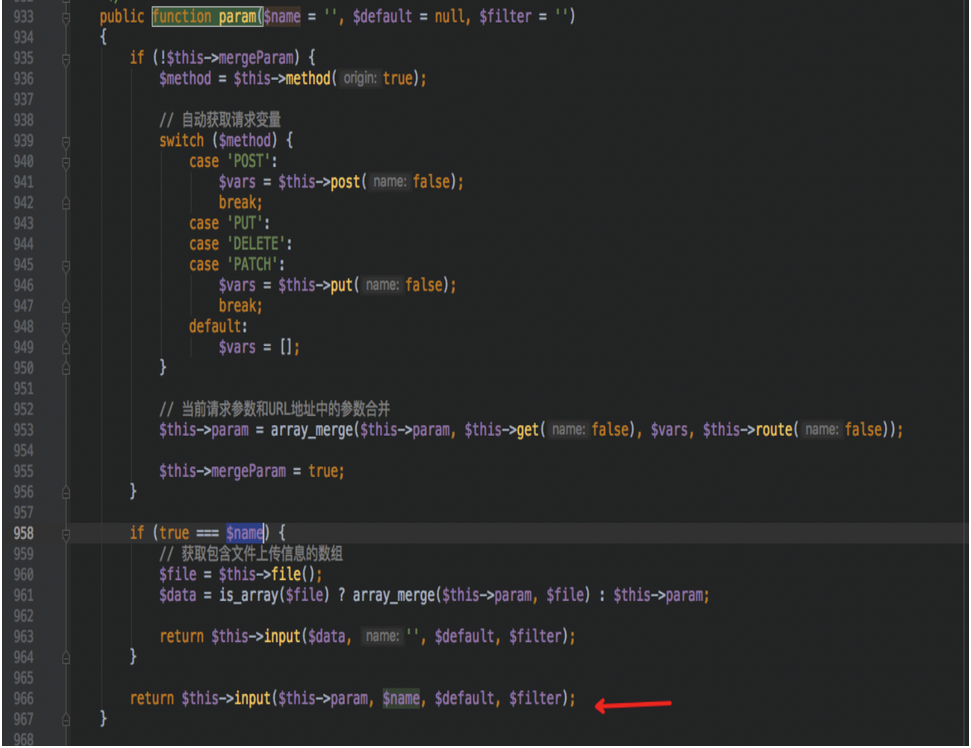 933 public function param($name = '', $default = null, $filter = '')
934 {
935 if (!$this->mergeParam) {
936 $method = $this->method( origin: true);
937
938 // 自动获取请求变量
939 switch ($method) {
940 case 'POST':
941 $vars = $this->post( name: false);
942 break;
943 case 'PUT':
944 case 'DELETE':
945 case 'PATCH':
946 $vars = $this->put( name: false);
947 break;
948 default:
949 $vars = [];
950 }
951
952 // 当前请求参数和URL地址中的参数合并
953 $this->param = array_merge($this->param, $this->get( name: false), $vars, $this->route( name: false));
954
955 $this->mergeParam = true;
956 }
957
958 if (true === $name) {
959 // 获取包含文件上传信息的数组
960 $file = $this->file();
961 $data = is_array($file) ? array_merge($this->param, $file) : $this->param;
962
963 return $this->input($data, name: '', $default, $filter);
964 }
965
966 return $this->input($this->param, $name, $default, $filter);
967 }
968